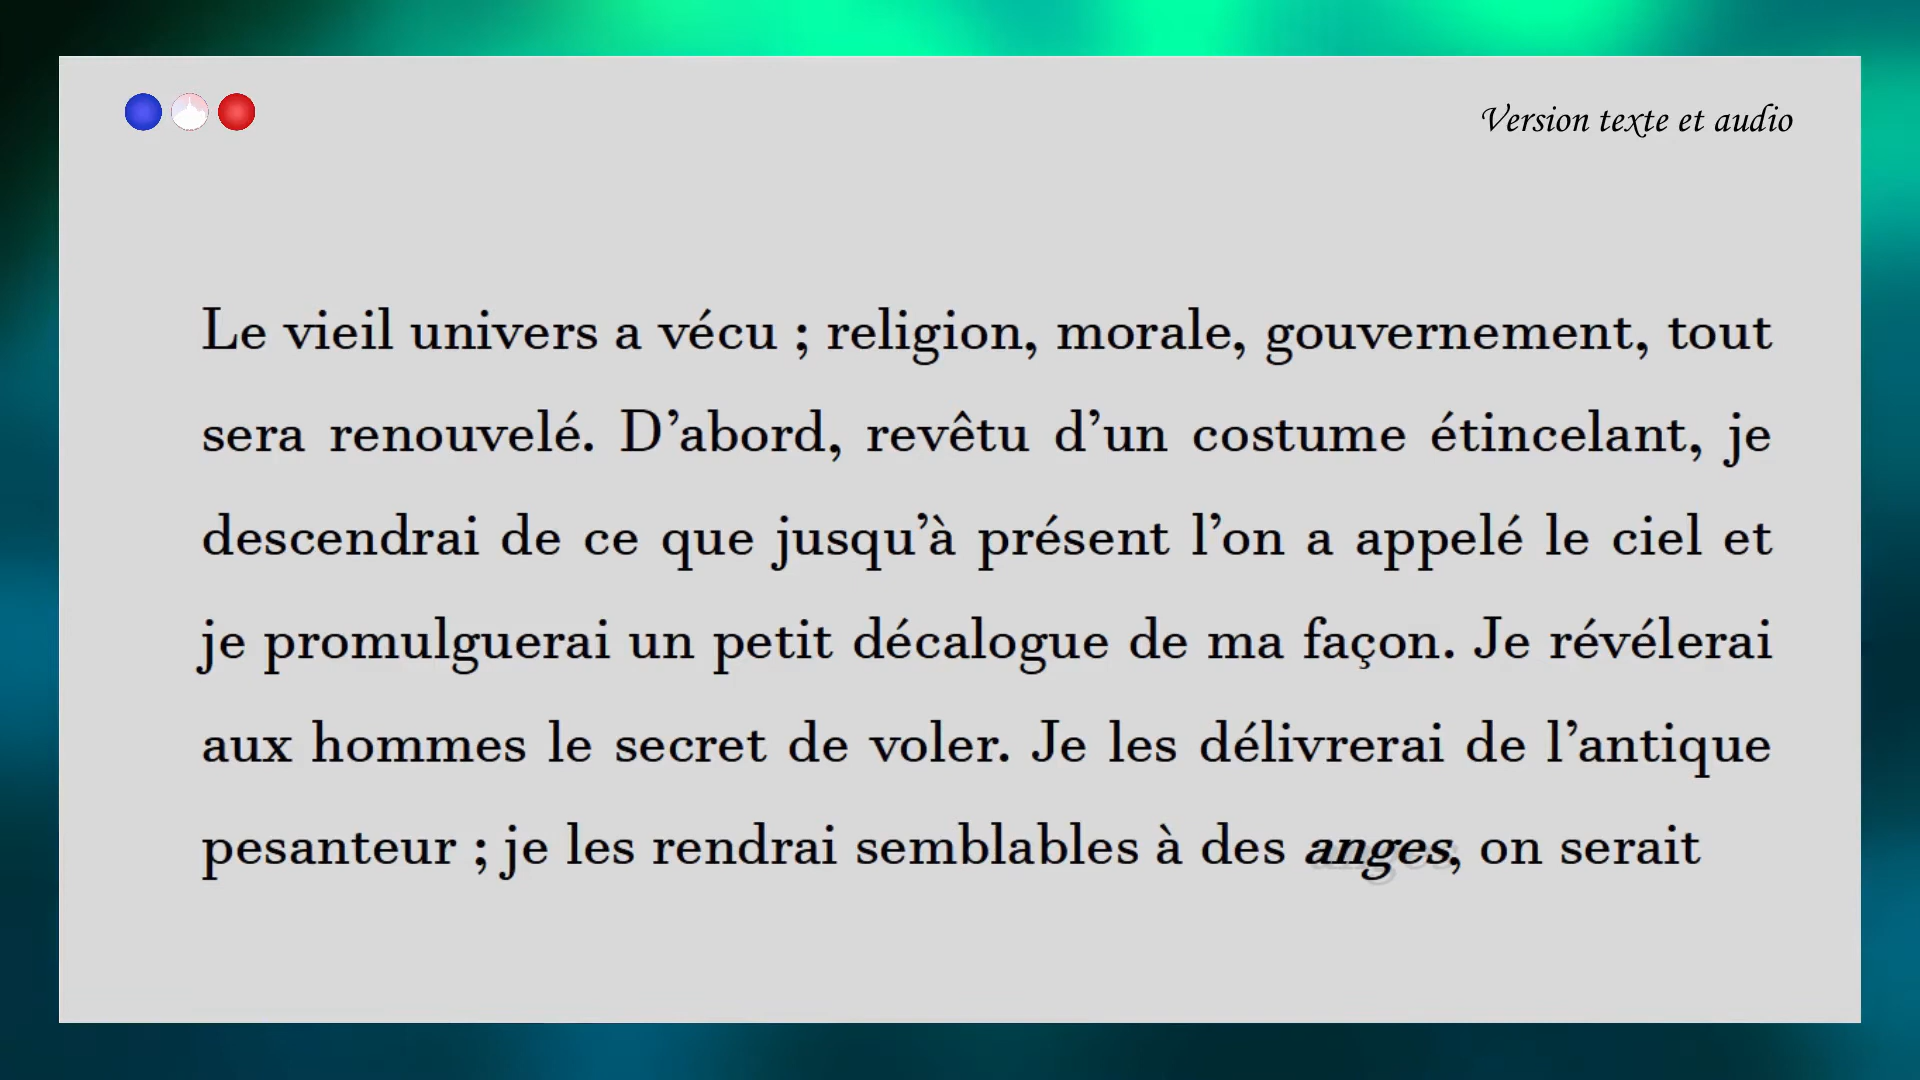 Version texte et audio
Le vieil univers a vécu ; religion, morale, gouvernement, tout
sera renouvelé. D’abord, revêtu d’un costume étincelant, je
descendrai de ce que jusqu’à présent l’on a appelé le ciel et
je promulguerai un petit décalogue de ma façon. Je révélerai
aux hommes le secret de voler. Je les délivrerai de l’antique
pesanteur ; je les rendrai semblables à des anges, on serait